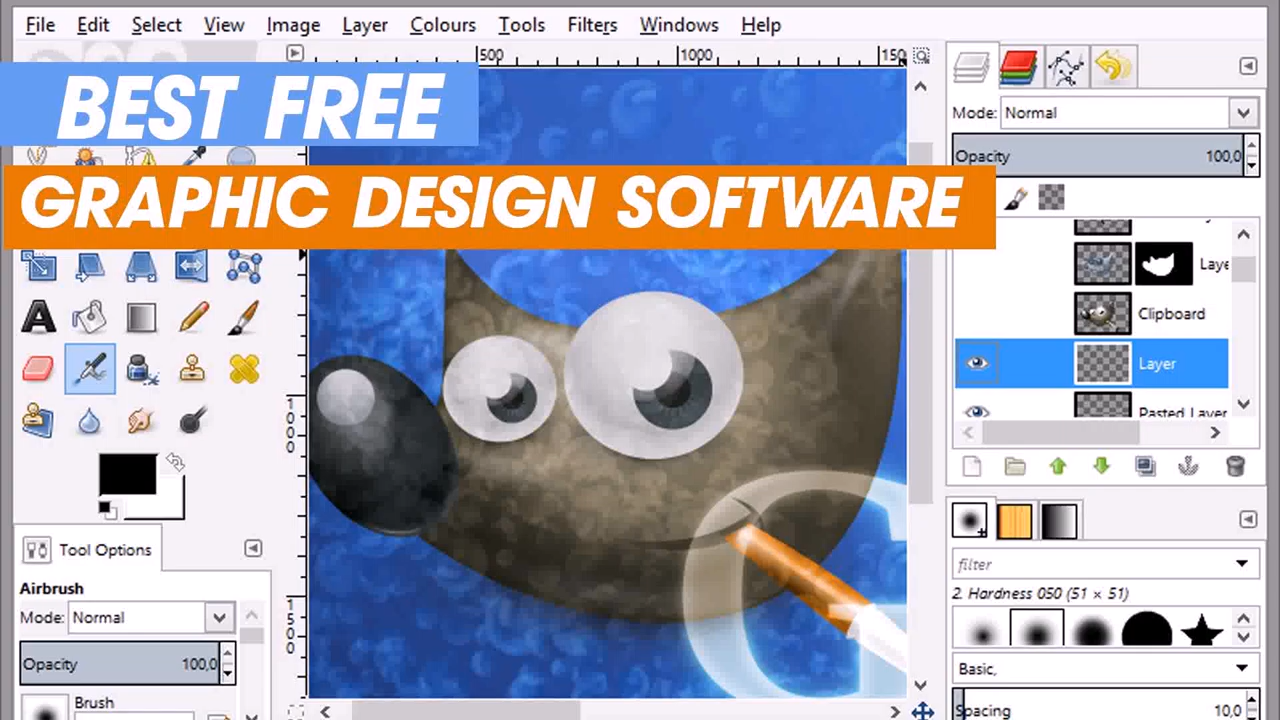 File Edit Select View Image Layer Colours Tools Filters Windows Help
500 1000 150
BEST FREE
GRAPHIC DESIGN SOFTWARE
Mode: Normal
Opacity 100,0
Clipboard
Layer
Pasted Layer
1000
1500
Tool Options
Airbrush
Mode: Normal
Opacity 100,0
Brush
filter
2. Hardness 050 (51 × 51)
Basic,
Spacing 10,0